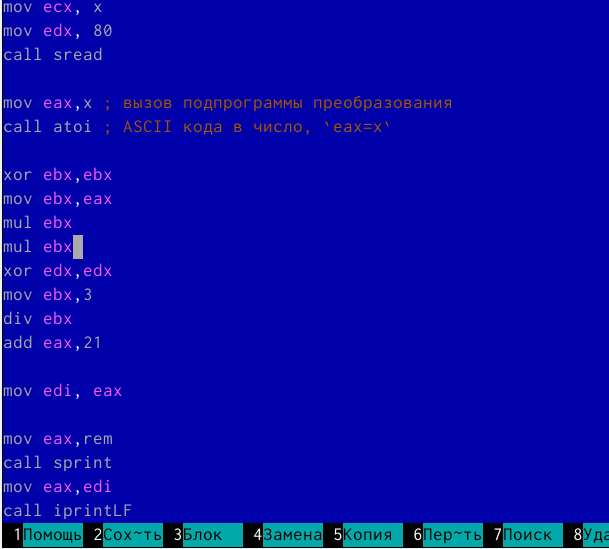 mov ecx, x
mov edx, 80
call sread
mov eax,x ; вызов подпрограммы преобразования
call atoi ; ASCII кода в число, `eax=x`
xor ebx,ebx
mov ebx,eax
mul ebx
mul ebx
xor edx,edx
mov ebx,3
div ebx
add eax,21
mov edi, eax
mov eax,rem
call sprint
mov eax,edi
call iprintLF
1Помощь 2Сох~ть 3Блок 4Замена 5Копия 6Пер~ть 7Поиск 8Уда